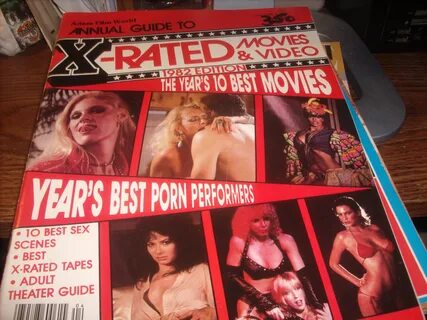 Adam Film World
ANNUAL GUIDE TO
X-RATED MOVIES & VIDEO
1982 EDITION
THE YEAR'S 10 BEST MOVIES
YEAR'S BEST PORN PERFORMERS
• 10 BEST SEX
SCENES
• BEST
X-RATED TAPES
• ADULT
THEATER GUIDE
04